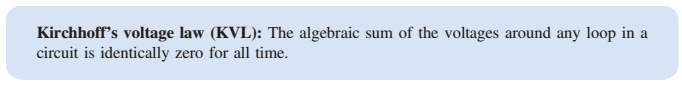 Kirchhoff's voltage law (KVL): The algebraic sum of the voltages around any loop in a
circuit is identically zero for all time.